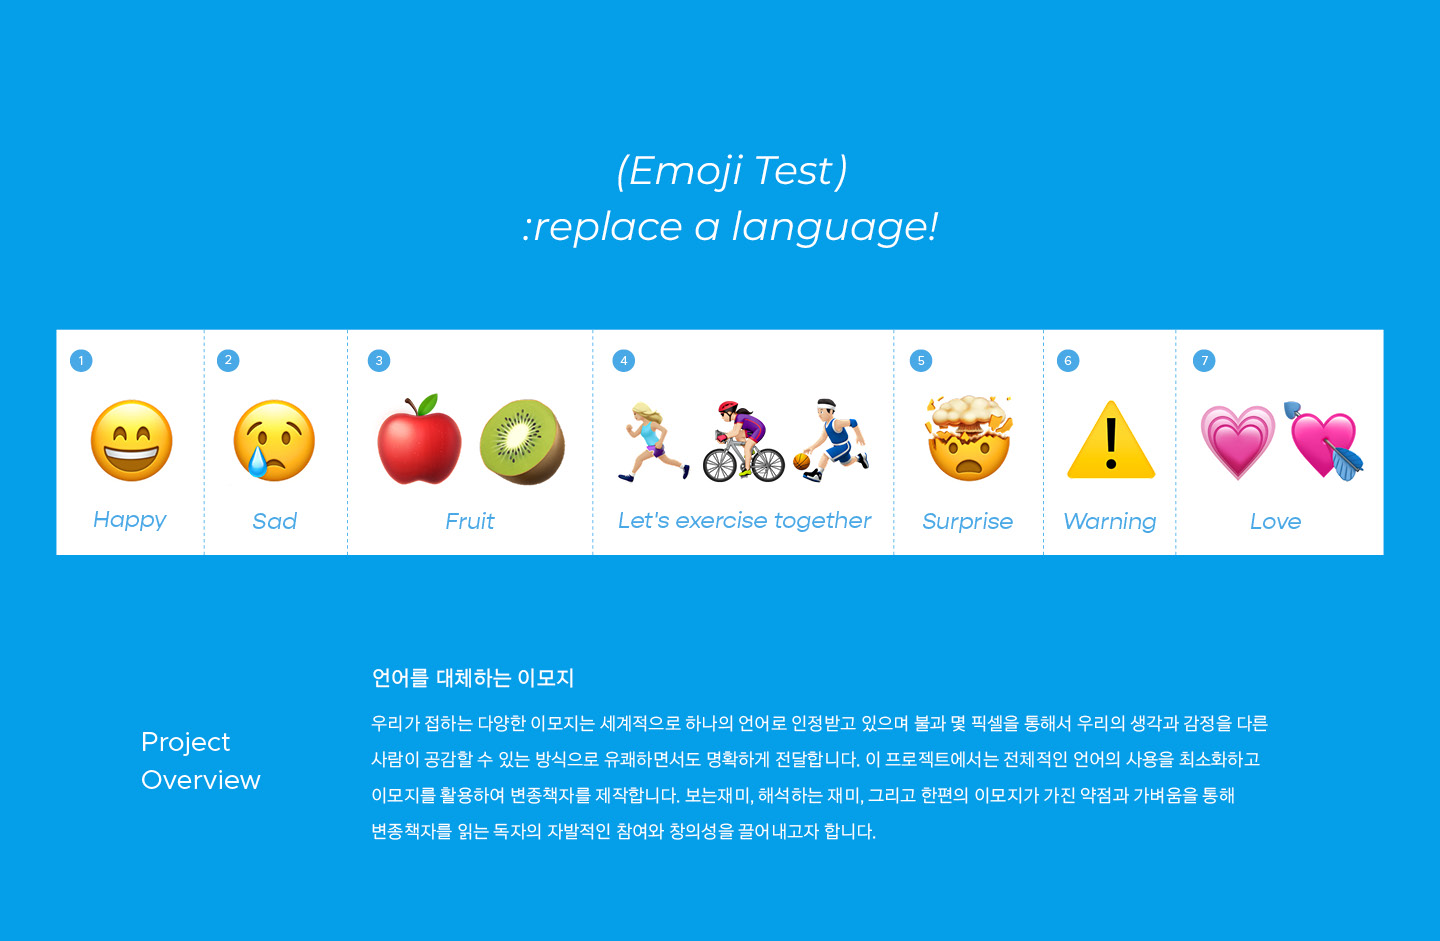 (Emoji Test)
:replace a language!
1
2
3
4
5
6
7
Happy
Sad
Fruit
Let's exercise together
Surprise
Warning
Love
언어를 대체하는 이모지
Project
Overview
우리가 접하는 다양한 이모지는 세계적으로 하나의 언어로 인정받고 있으며 불과 몇 픽셀을 통해서 우리의 생각과 감정을 다른
사람이 공감할 수 있는 방식으로 유쾌하면서도 명확하게 전달합니다. 이 프로젝트에서는 전체적인 언어의 사용을 최소화하고
이모지를 활용하여 변종책자를 제작합니다. 보는재미, 해석하는 재미, 그리고 한편의 이모지가 가진 약점과 가벼움을 통해
변종책자를 읽는 독자의 자발적인 참여와 창의성을 끌어내고자 합니다.